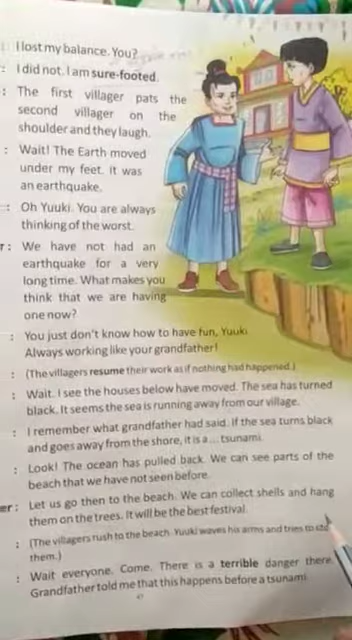 : I lost my balance. You?
: I did not. I am sure-footed.
: The first villager pats the
second villager on the
shoulder and they laugh.
: Wait! The Earth moved
under my feet. It was
an earthquake.
: Oh Yuuki. You are always
thinking of the worst.
r : We have not had an
earthquake for a very
long time. What makes you
think that we are having
one now?
: You just don't know how to have fun, Yuuki.
Always working like your grandfather!
: (The villagers resume their work as if nothing had happened.)
: Wait. I see the houses below have moved. The sea has turned
black. It seems the sea is running away from our village.
: I remember what grandfather had said. If the sea turns black
and goes away from the shore, it is a ... tsunami.
: Look! The ocean has pulled back. We can see parts of the
beach that we have not seen before.
er : Let us go then to the beach. We can collect shells and hang
them on the trees. It will be the best festival.
: (The villagers rush to the beach. Yuuki waves his arms and tries to
them.)
: Wait everyone. Come. There is a terrible danger there.
Grandfather told me that this happens before a tsunami.